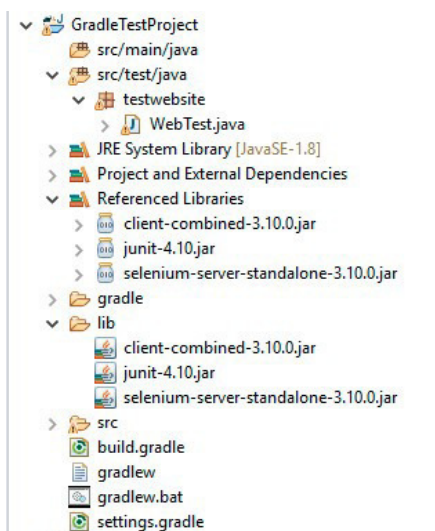 GradleTestProject
src/main/java
src/test/java
testwebsite
WebTest.java
JRE System Library [JavaSE-1.8]
Project and External Dependencies
Referenced Libraries
client-combined-3.10.0.jar
junit-4.10.jar
selenium-server-standalone-3.10.0.jar
gradle
lib
client-combined-3.10.0.jar
junit-4.10.jar
selenium-server-standalone-3.10.0.jar
src
build.gradle
gradlew
gradlew.bat
settings.gradle